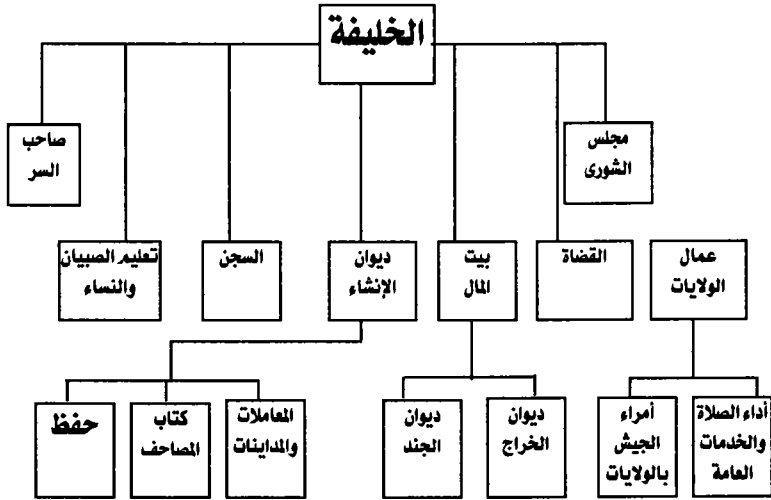 الخليفة
مجلس
الشورى
صاحب
السر
عمال
الولايات
القضاة
بيت
المال
ديوان
الإنشاء
السجن
تعليم الصبيان
والنساء
أداء الصلاة
والخدمات
العامة
أمراء
الجيش
بالولايات
ديوان
الخراج
ديوان
الجند
المعاملات
والمداينات
كتاب
المصاحف
حفظ